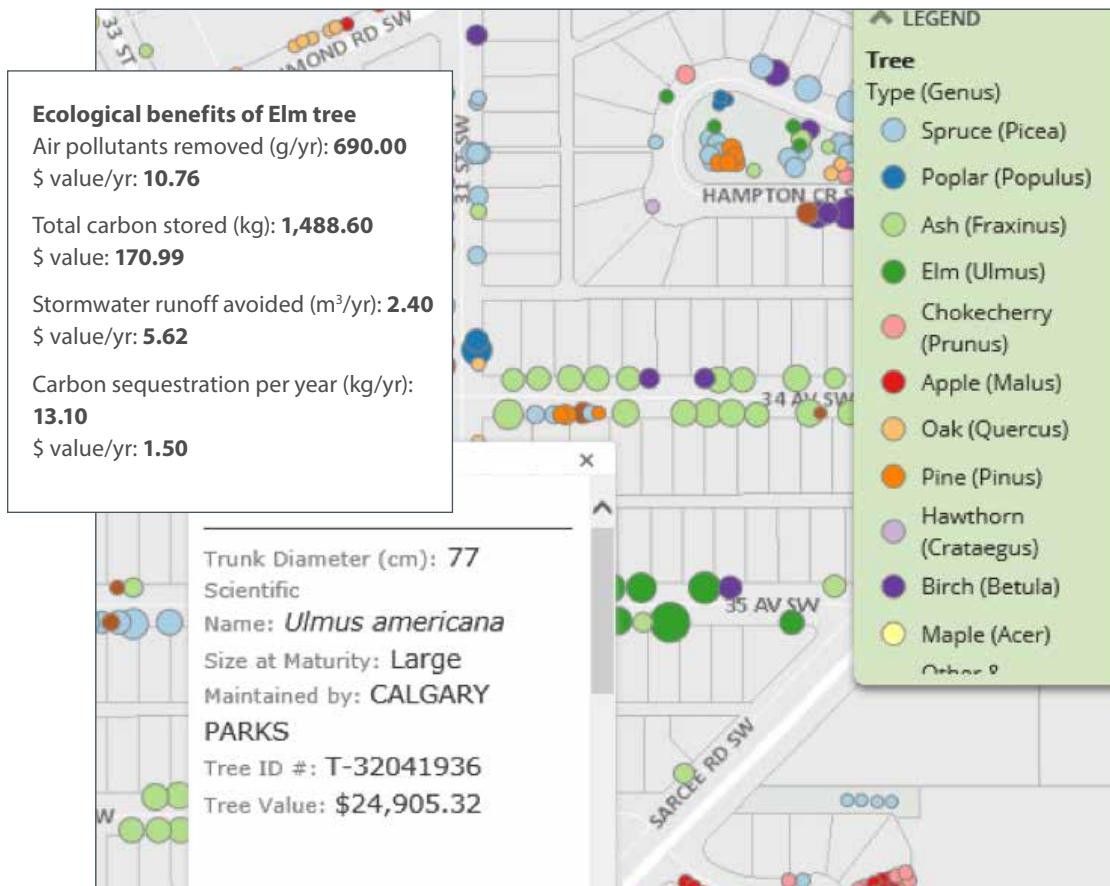 33 ST
MOND RD SW
31 ST SW
HAMPTON CR S
34 AV SW
35 AV SW
SARCEE RD SW
W
Ecological benefits of Elm tree
Air pollutants removed (g/yr): 690.00
$ value/yr: 10.76
Total carbon stored (kg): 1,488.60
$ value: 170.99
Stormwater runoff avoided (m³/yr): 2.40
$ value/yr: 5.62
Carbon sequestration per year (kg/yr):
13.10
$ value/yr: 1.50
×
Trunk Diameter (cm): 77
Scientific
Name: Ulmus americana
Size at Maturity: Large
Maintained by: CALGARY
PARKS
Tree ID #: T-32041936
Tree Value: $24,905.32
LEGEND
Tree
Type (Genus)
Spruce (Picea)
Poplar (Populus)
Ash (Fraxinus)
Elm (Ulmus)
Chokecherry
(Prunus)
Apple (Malus)
Oak (Quercus)
Pine (Pinus)
Hawthorn
(Crataegus)
Birch (Betula)
Maple (Acer)
Other &